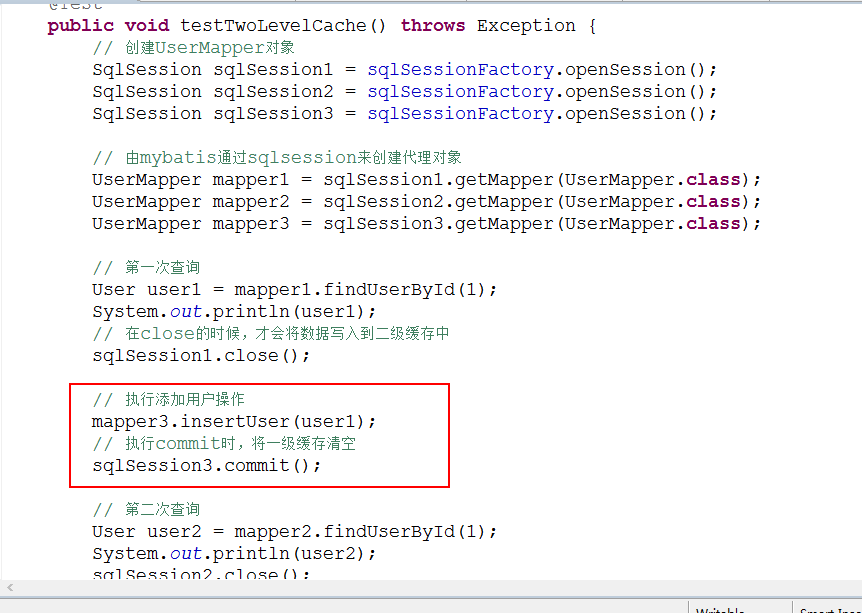 @Test
public void testTwoLevelCache() throws Exception {
// 创建UserMapper对象
SqlSession sqlSession1 = sqlSessionFactory.openSession();
SqlSession sqlSession2 = sqlSessionFactory.openSession();
SqlSession sqlSession3 = sqlSessionFactory.openSession();
// 由mybatis通过sqlsession来创建代理对象
UserMapper mapper1 = sqlSession1.getMapper(UserMapper.class);
UserMapper mapper2 = sqlSession2.getMapper(UserMapper.class);
UserMapper mapper3 = sqlSession3.getMapper(UserMapper.class);
// 第一次查询
User user1 = mapper1.findUserById(1);
System.out.println(user1);
// 在close的时候，才会将数据写入到二级缓存中
sqlSession1.close();
// 执行添加用户操作
mapper3.insertUser(user1);
// 执行commit时，将一级缓存清空
sqlSession3.commit();
// 第二次查询
User user2 = mapper2.findUserById(1);
System.out.println(user2);
sqlSession2.close();
Writable